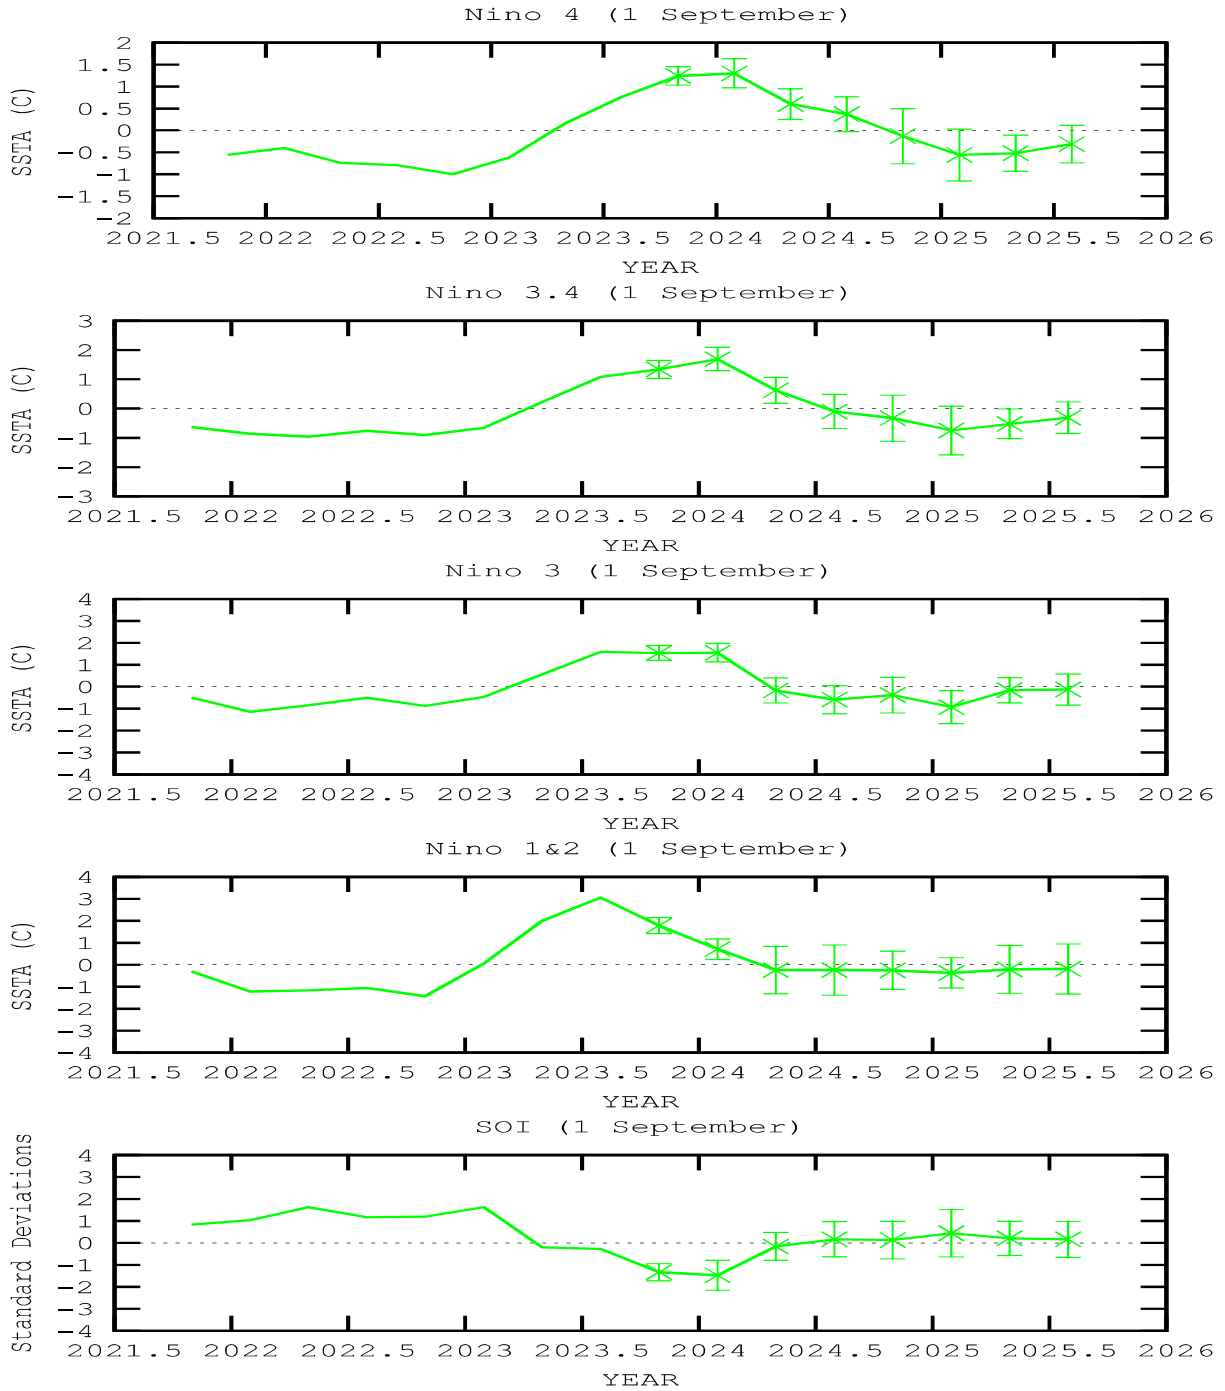 Nino 4 (1 September)
SSTA (C)
2
1.5
1
0.5
0
-0.5
-1
-1.5
-2
2021.5 2022 2022.5 2023 2023.5 2024 2024.5 2025 2025.5 2026
YEAR
Nino 3.4 (1 September)
SSTA (C)
3
2
1
0
-1
-2
-3
2021.5 2022 2022.5 2023 2023.5 2024 2024.5 2025 2025.5 2026
YEAR
Nino 3 (1 September)
SSTA (C)
4
3
2
1
0
-1
-2
-3
-4
2021.5 2022 2022.5 2023 2023.5 2024 2024.5 2025 2025.5 2026
YEAR
Nino 1&2 (1 September)
SSTA (C)
4
3
2
1
0
-1
-2
-3
-4
2021.5 2022 2022.5 2023 2023.5 2024 2024.5 2025 2025.5 2026
YEAR
SOI (1 September)
Standard Deviations
4
3
2
1
0
-1
-2
-3
-4
2021.5 2022 2022.5 2023 2023.5 2024 2024.5 2025 2025.5 2026
YEAR